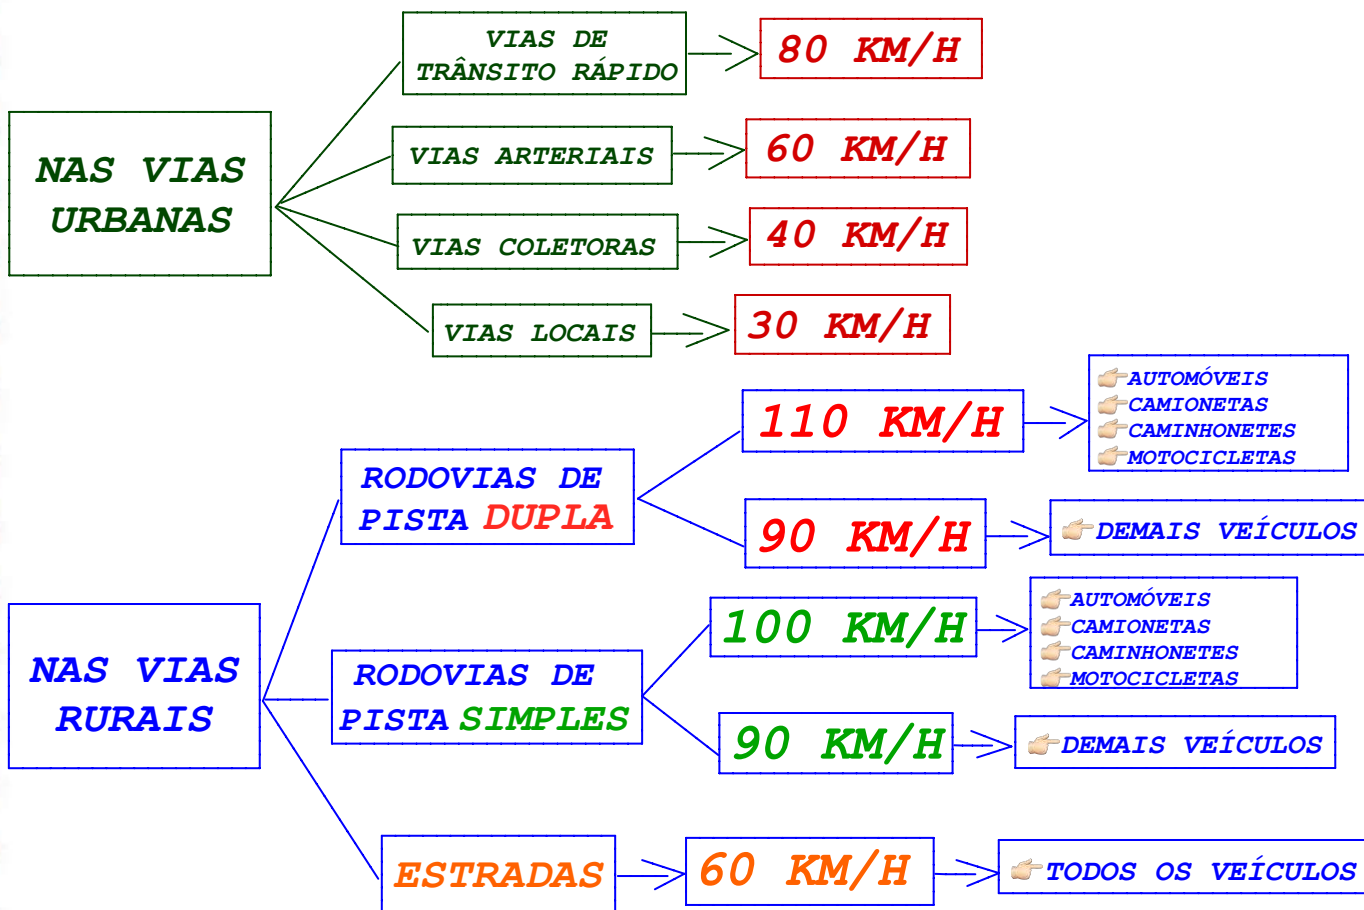 NAS VIAS
URBANAS
VIAS DE
TRÂNSITO RÁPIDO
80 KM/H
VIAS ARTERIAIS
60 KM/H
VIAS COLETORAS
40 KM/H
VIAS LOCAIS
30 KM/H
NAS VIAS
RURAIS
RODOVIAS DE
PISTA DUPLA
110 KM/H
AUTOMÓVEIS
CAMIONETAS
CAMINHONETES
MOTOCICLETAS
90 KM/H
DEMAIS VEÍCULOS
RODOVIAS DE
PISTA SIMPLES
100 KM/H
AUTOMÓVEIS
CAMIONETAS
CAMINHONETES
MOTOCICLETAS
90 KM/H
DEMAIS VEÍCULOS
ESTRADAS
60 KM/H
TODOS OS VEÍCULOS